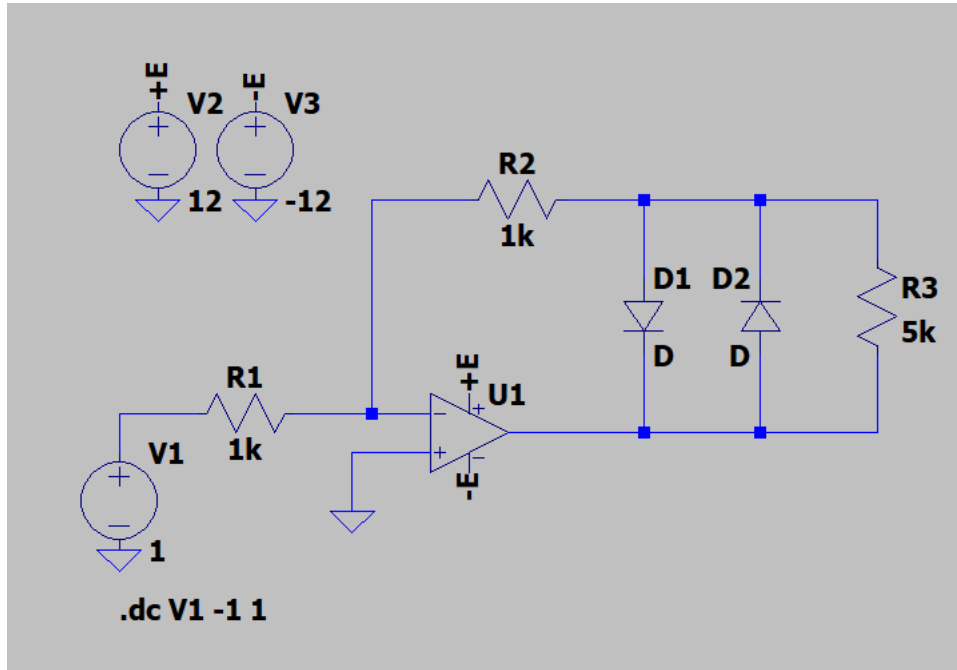 +E
V2
12
-E
V3
-12
R2
1k
D1
D
D2
D
R3
5k
R1
1k
+E
U1
-E
V1
1
.dc V1 -1 1